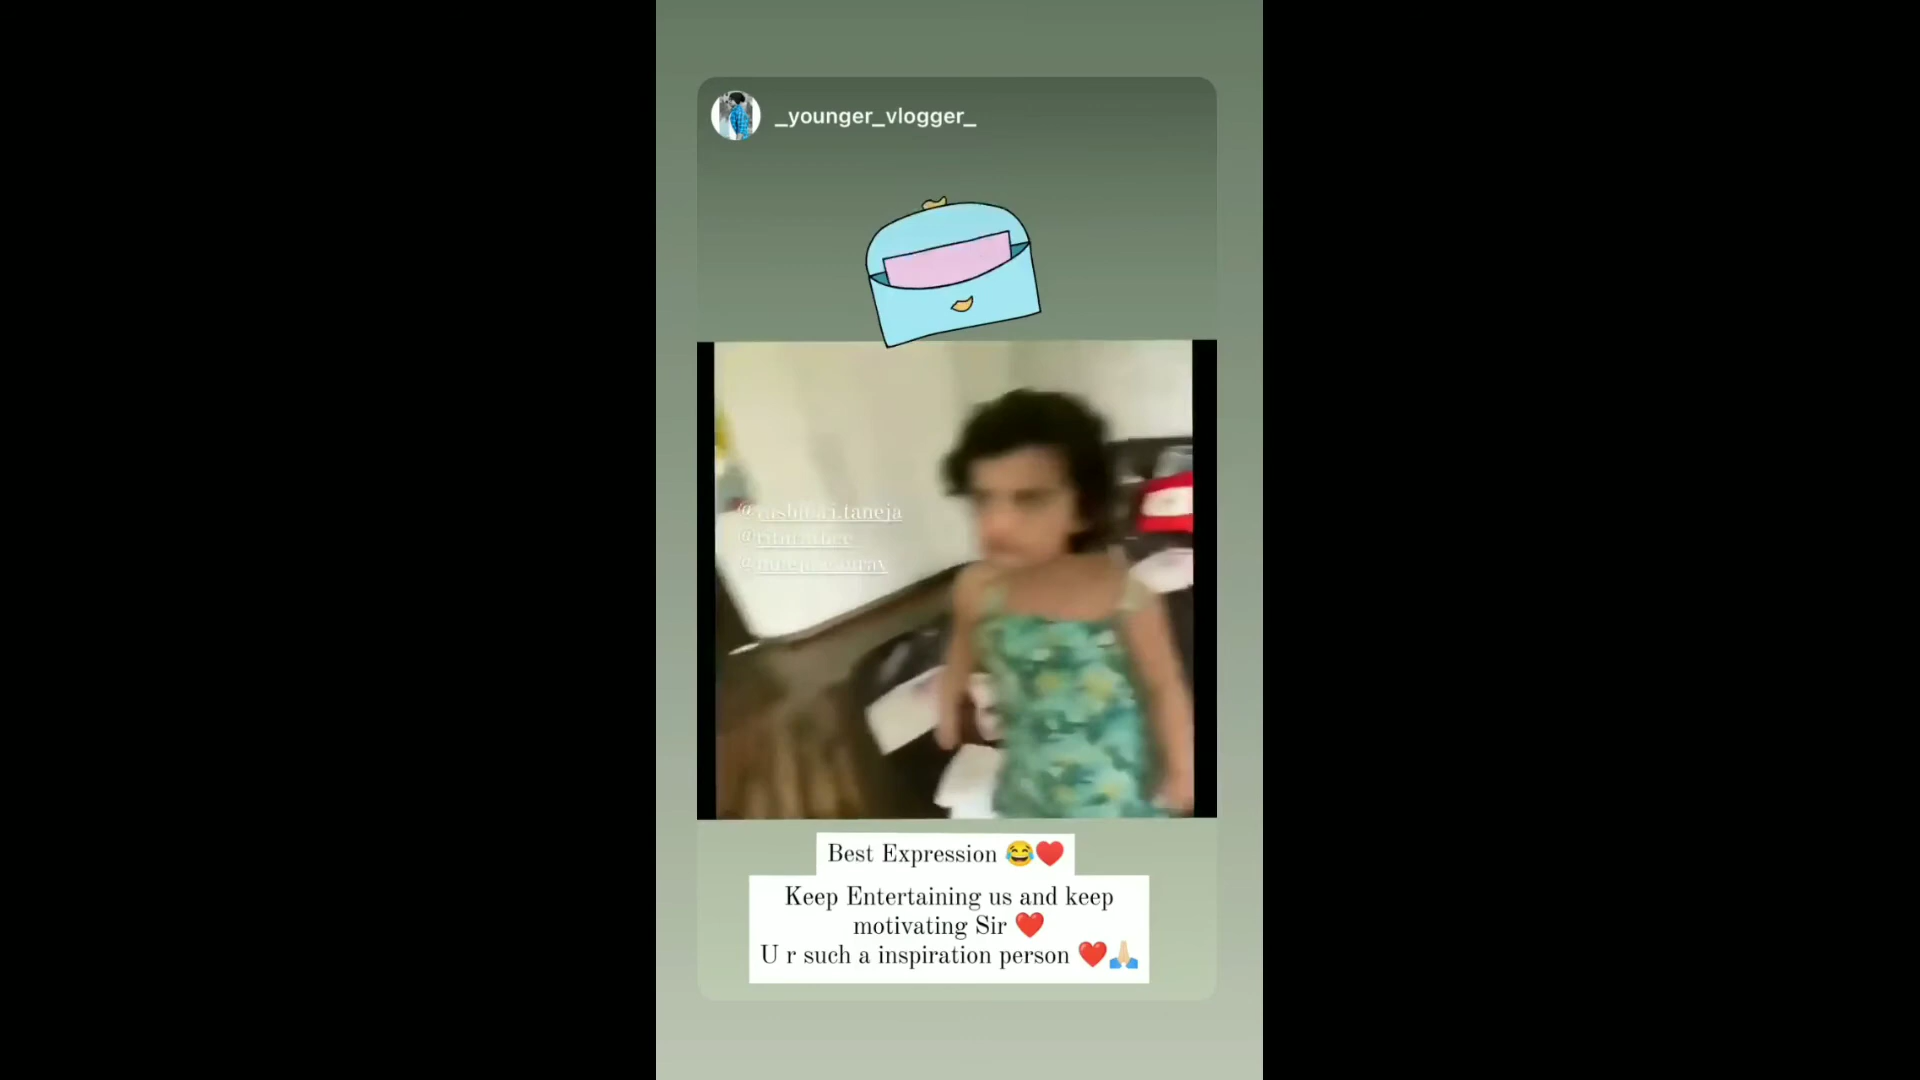 _younger_vlogger_
Best Expression 😂♥️
Keep Entertaining us and keep
motivating Sir ❤️
U r such a inspiration person ❤️🙏🏼